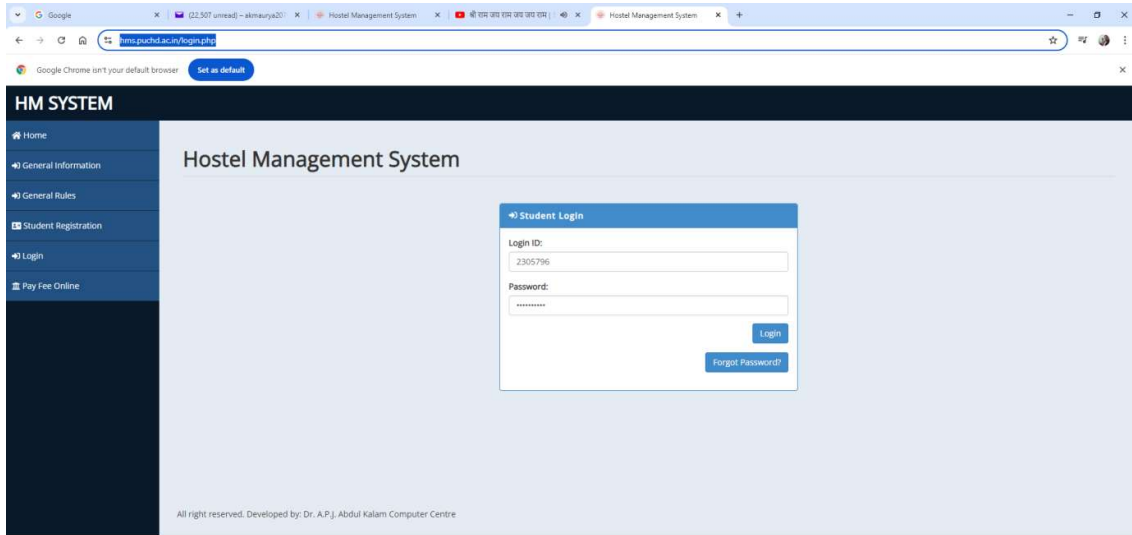 Google
(22,507 unread) – akmaurya20
Hostel Management System
श्री राम जय राम जय जय राम |
Hostel Management System
hms.puchd.ac.in/login.php
Google Chrome isn't your default browser
Set as default
HM SYSTEM
Home
General Information
General Rules
Student Registration
Login
Pay Fee Online
Hostel Management System
Student Login
Login ID:
2305796
Password:
••••••••••
Login
Forgot Password?
All right reserved. Developed by: Dr. A.P.J. Abdul Kalam Computer Centre